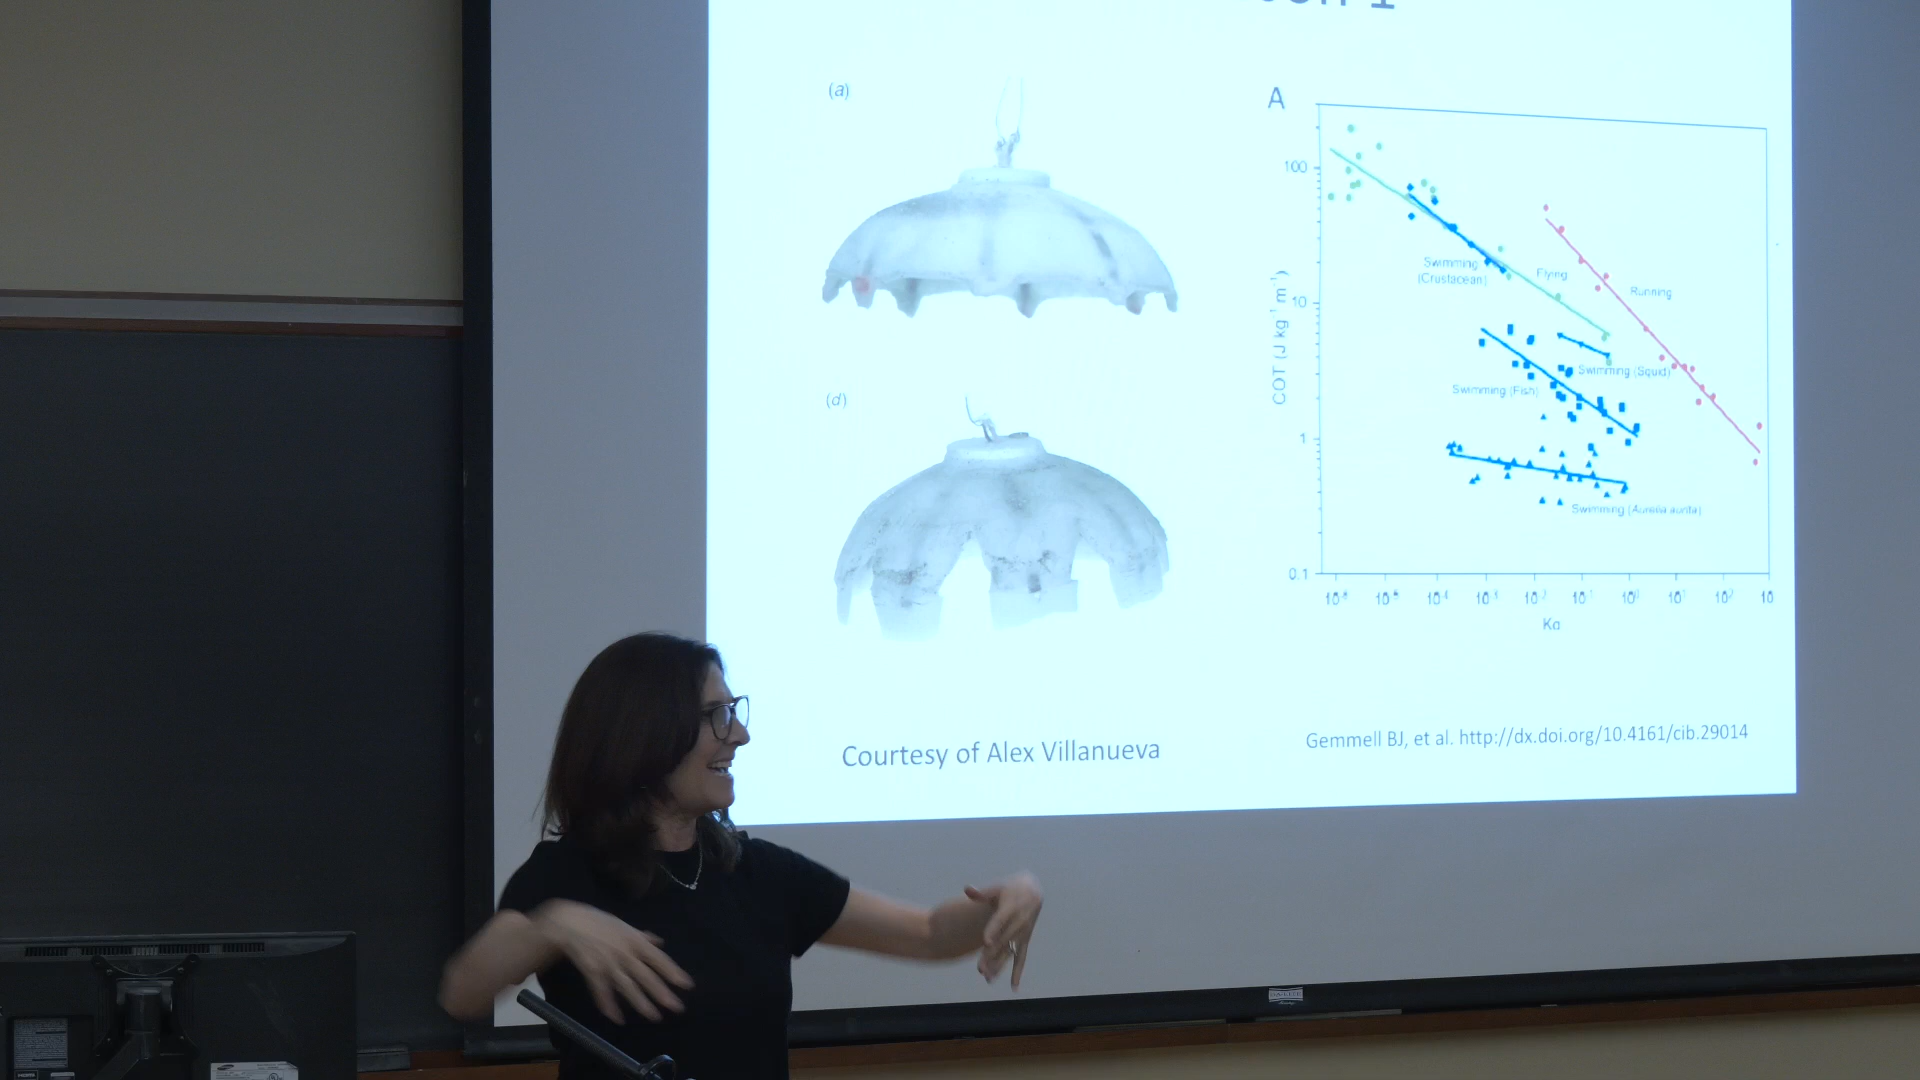 (a)
(d)
Courtesy of Alex Villanueva
A
COT (J kg⁻¹ m⁻¹)
100
10
1
0.1
Swimming
(Crustacean)
Flying
Running
Swimming (Squid)
Swimming (Fish)
Swimming (Aurelia aurita)
Kg
Gemmell BJ, et al. http://dx.doi.org/10.4161/cib.29014